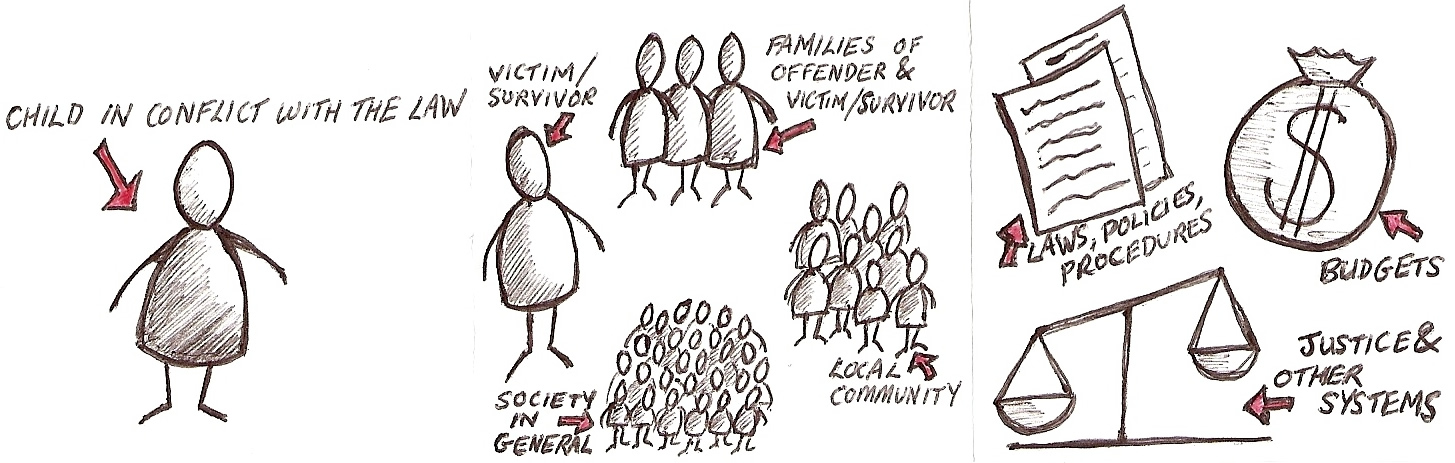 CHILD IN CONFLICT WITH THE LAW
VICTIM/
SURVIVOR
FAMILIES OF
OFFENDER &
VICTIM/SURVIVOR
LOCAL
COMMUNITY
SOCIETY
IN
GENERAL
LAWS, POLICIES,
PROCEDURES
$
BUDGETS
JUSTICE &
OTHER
SYSTEMS